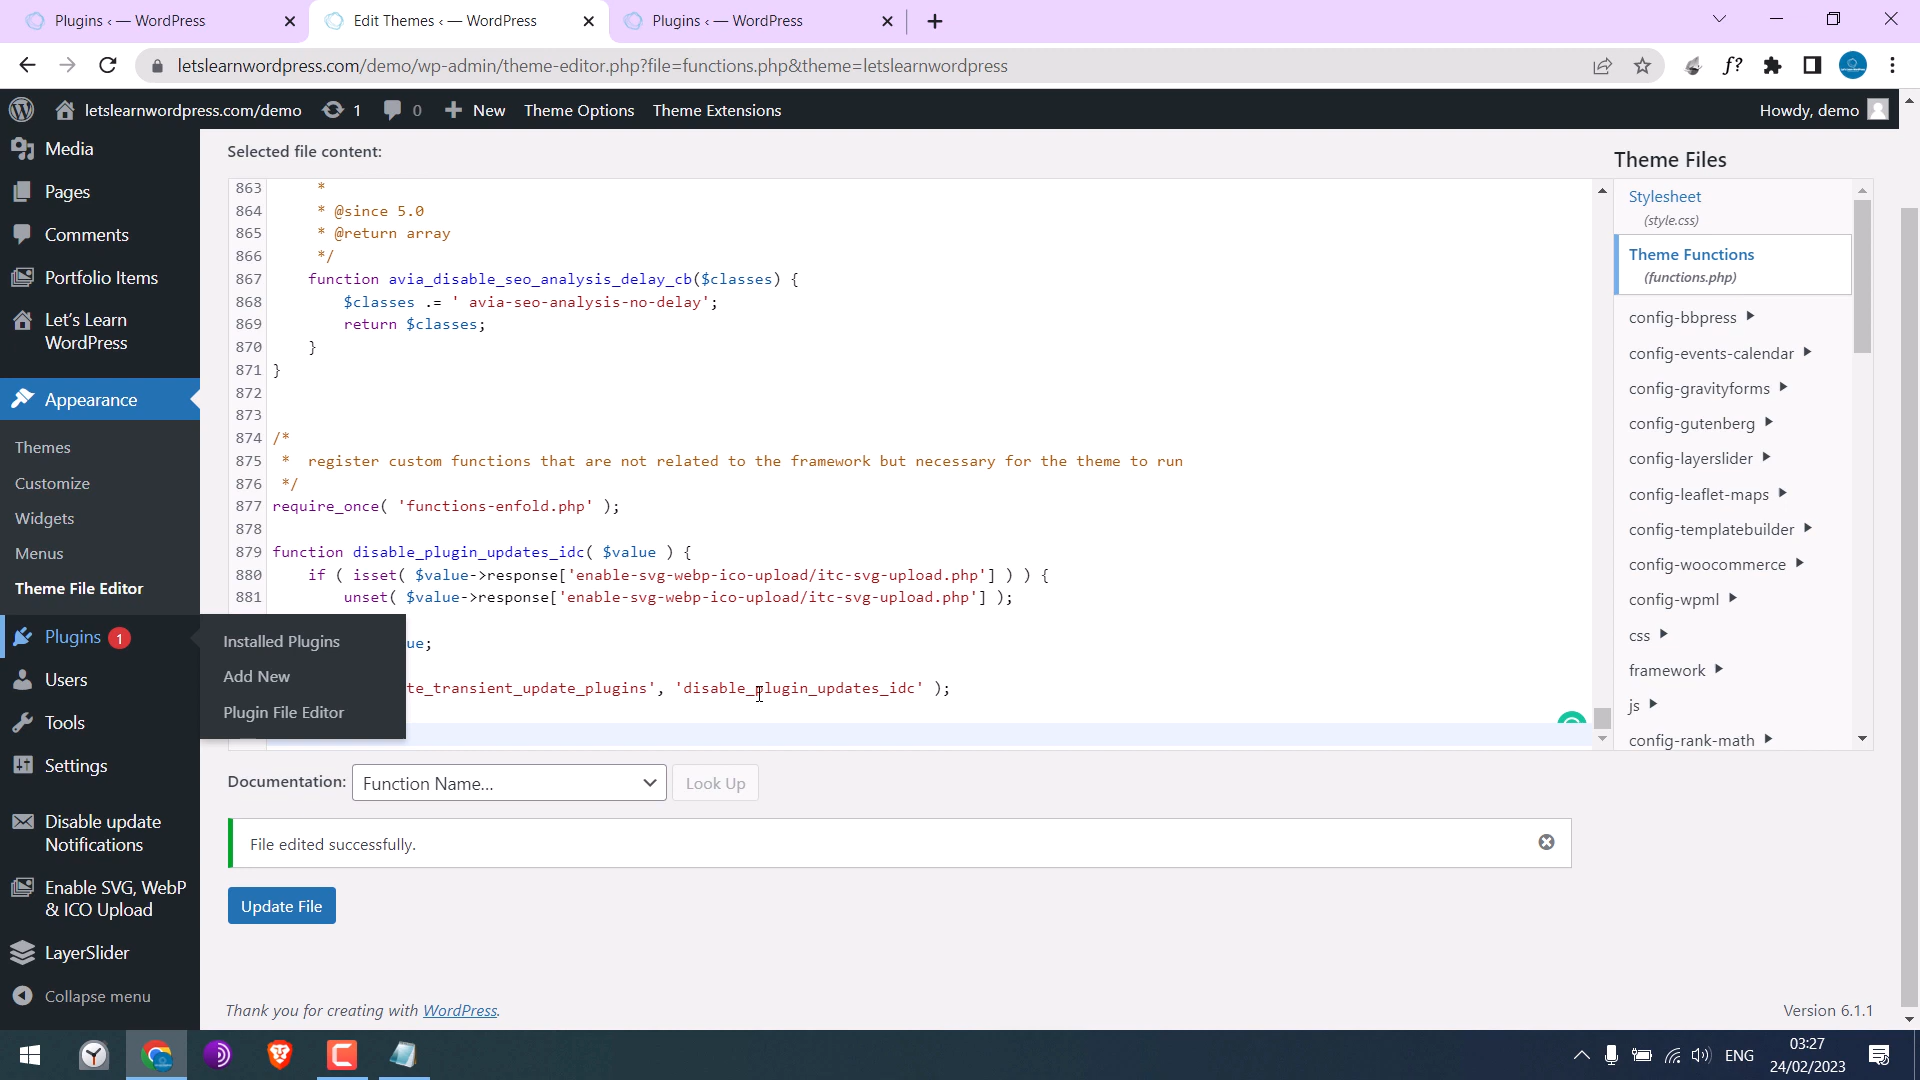 Plugins ‹ — WordPress
Edit Themes ‹ — WordPress
Plugins ‹ — WordPress
letslearnwordpress.com/demo/wp-admin/theme-editor.php?file=functions.php&theme=letslearnwordpress
f?
letslearnwordpress.com/demo
1
0
New
Theme Options
Theme Extensions
Howdy, demo
Media
Pages
Comments
Portfolio Items
Let's Learn
WordPress
Appearance
Themes
Customize
Widgets
Menus
Theme File Editor
Plugins 1
Users
Tools
Settings
Disable update
Notifications
Enable SVG, WebP
& ICO Upload
LayerSlider
Collapse menu
Installed Plugins
Add New
Plugin File Editor
Selected file content:
863 *
864 * @since 5.0
865 * @return array
866 */
867 function avia_disable_seo_analysis_delay_cb($classes) {
868 $classes .= ' avia-seo-analysis-no-delay';
869 return $classes;
870 }
871 }
872
873
874 /*
875 * register custom functions that are not related to the framework but necessary for the theme to run
876 */
877 require_once( 'functions-enfold.php' );
878
879 function disable_plugin_updates_idc( $value ) {
880 if ( isset( $value->response['enable-svg-webp-ico-upload/itc-svg-upload.php'] ) ) {
881 unset( $value->response['enable-svg-webp-ico-upload/itc-svg-upload.php'] );
ue;
te_transient_update_plugins', 'disable_plugin_updates_idc' );
Theme Files
Stylesheet
(style.css)
Theme Functions
(functions.php)
config-bbpress
config-events-calendar
config-gravityforms
config-gutenberg
config-layerslider
config-leaflet-maps
config-templatebuilder
config-woocommerce
config-wpml
css
framework
js
config-rank-math
Documentation:
Function Name...
Look Up
File edited successfully.
Update File
Thank you for creating with WordPress.
Version 6.1.1
ENG
03:27
24/02/2023